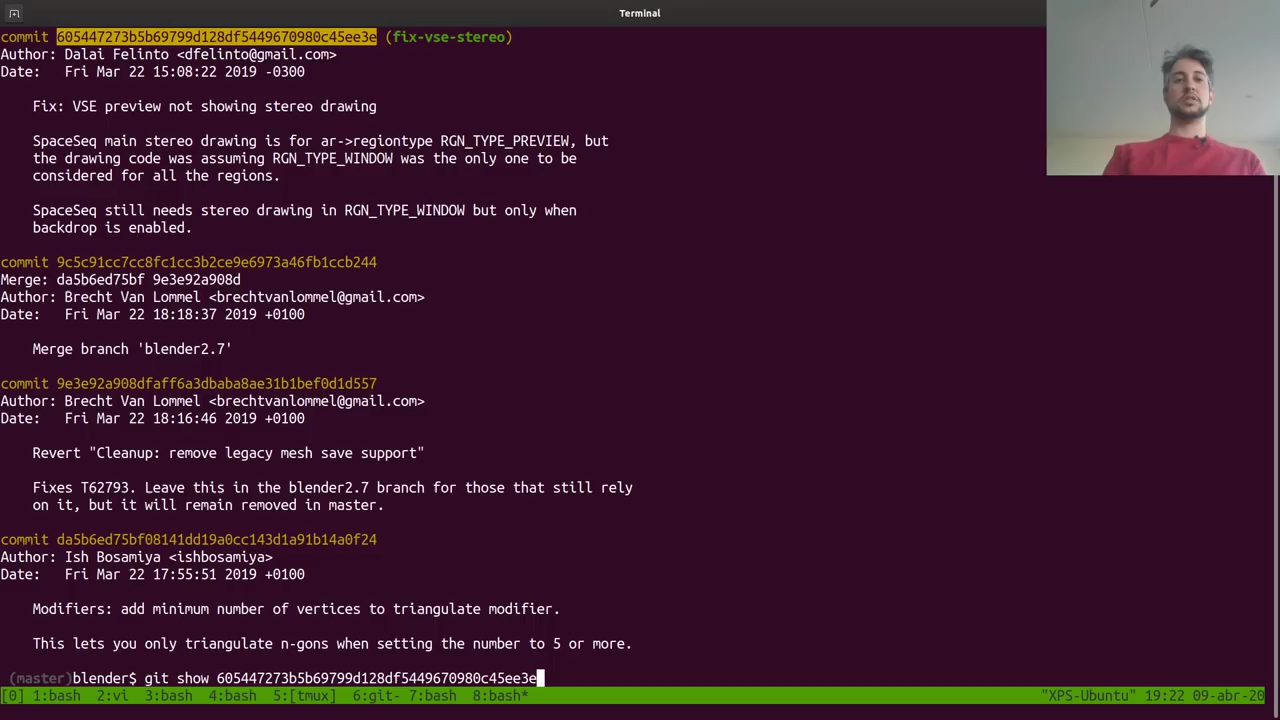 Terminal
commit 605447273b5b69799d128df5449670980c45ee3e (fix-vse-stereo)
Author: Dalai Felinto <dfelinto@gmail.com>
Date:   Fri Mar 22 15:08:22 2019 -0300
Fix: VSE preview not showing stereo drawing
SpaceSeq main stereo drawing is for ar->regiontype RGN_TYPE_PREVIEW, but
the drawing code was assuming RGN_TYPE_WINDOW was the only one to be
considered for all the regions.
SpaceSeq still needs stereo drawing in RGN_TYPE_WINDOW but only when
backdrop is enabled.
commit 9c5c91cc7cc8fc1cc3b2ce9e6973a46fb1ccb244
Merge: da5b6ed75bf 9e3e92a908d
Author: Brecht Van Lommel <brechtvanlommel@gmail.com>
Date:   Fri Mar 22 18:18:37 2019 +0100
Merge branch 'blender2.7'
commit 9e3e92a908dfaff6a3dbaba8ae31b1bef0d1d557
Author: Brecht Van Lommel <brechtvanlommel@gmail.com>
Date:   Fri Mar 22 18:16:46 2019 +0100
Revert "Cleanup: remove legacy mesh save support"
Fixes T62793. Leave this in the blender2.7 branch for those that still rely
on it, but it will remain removed in master.
commit da5b6ed75bf08141dd19a0cc143d1a91b14a0f24
Author: Ish Bosamiya <ishbosamiya>
Date:   Fri Mar 22 17:55:51 2019 +0100
Modifiers: add minimum number of vertices to triangulate modifier.
This lets you only triangulate n-gons when setting the number to 5 or more.
(master)blender$ git show 605447273b5b69799d128df5449670980c45ee3e
[0] 1:bash  2:vi  3:bash  4:bash  5:[tmux]  6:git- 7:bash  8:bash* "XPS-Ubuntu" 19:22 09-abr-20